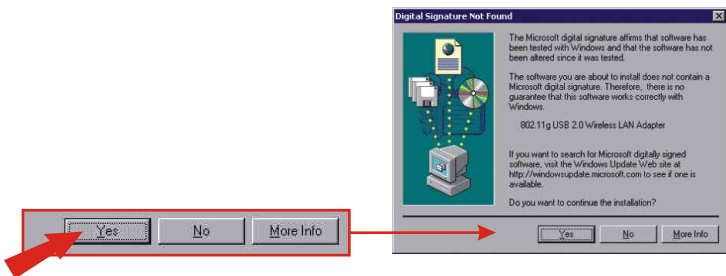 Digital Signature Not Found
The Microsoft digital signature affirms that software has
been tested with Windows and that the software has not
been altered since it was tested.
The software you are about to install does not contain a
Microsoft digital signature. Therefore, there is no
guarantee that this software works correctly with
Windows.
802.11g USB 2.0 Wireless LAN Adapter
If you want to search for Microsoft digitally signed
software, visit the Windows Update Web site at
http://windowsupdate.microsoft.com to see if one is
available.
Do you want to continue the installation?
Yes No More Info
Yes No More Info